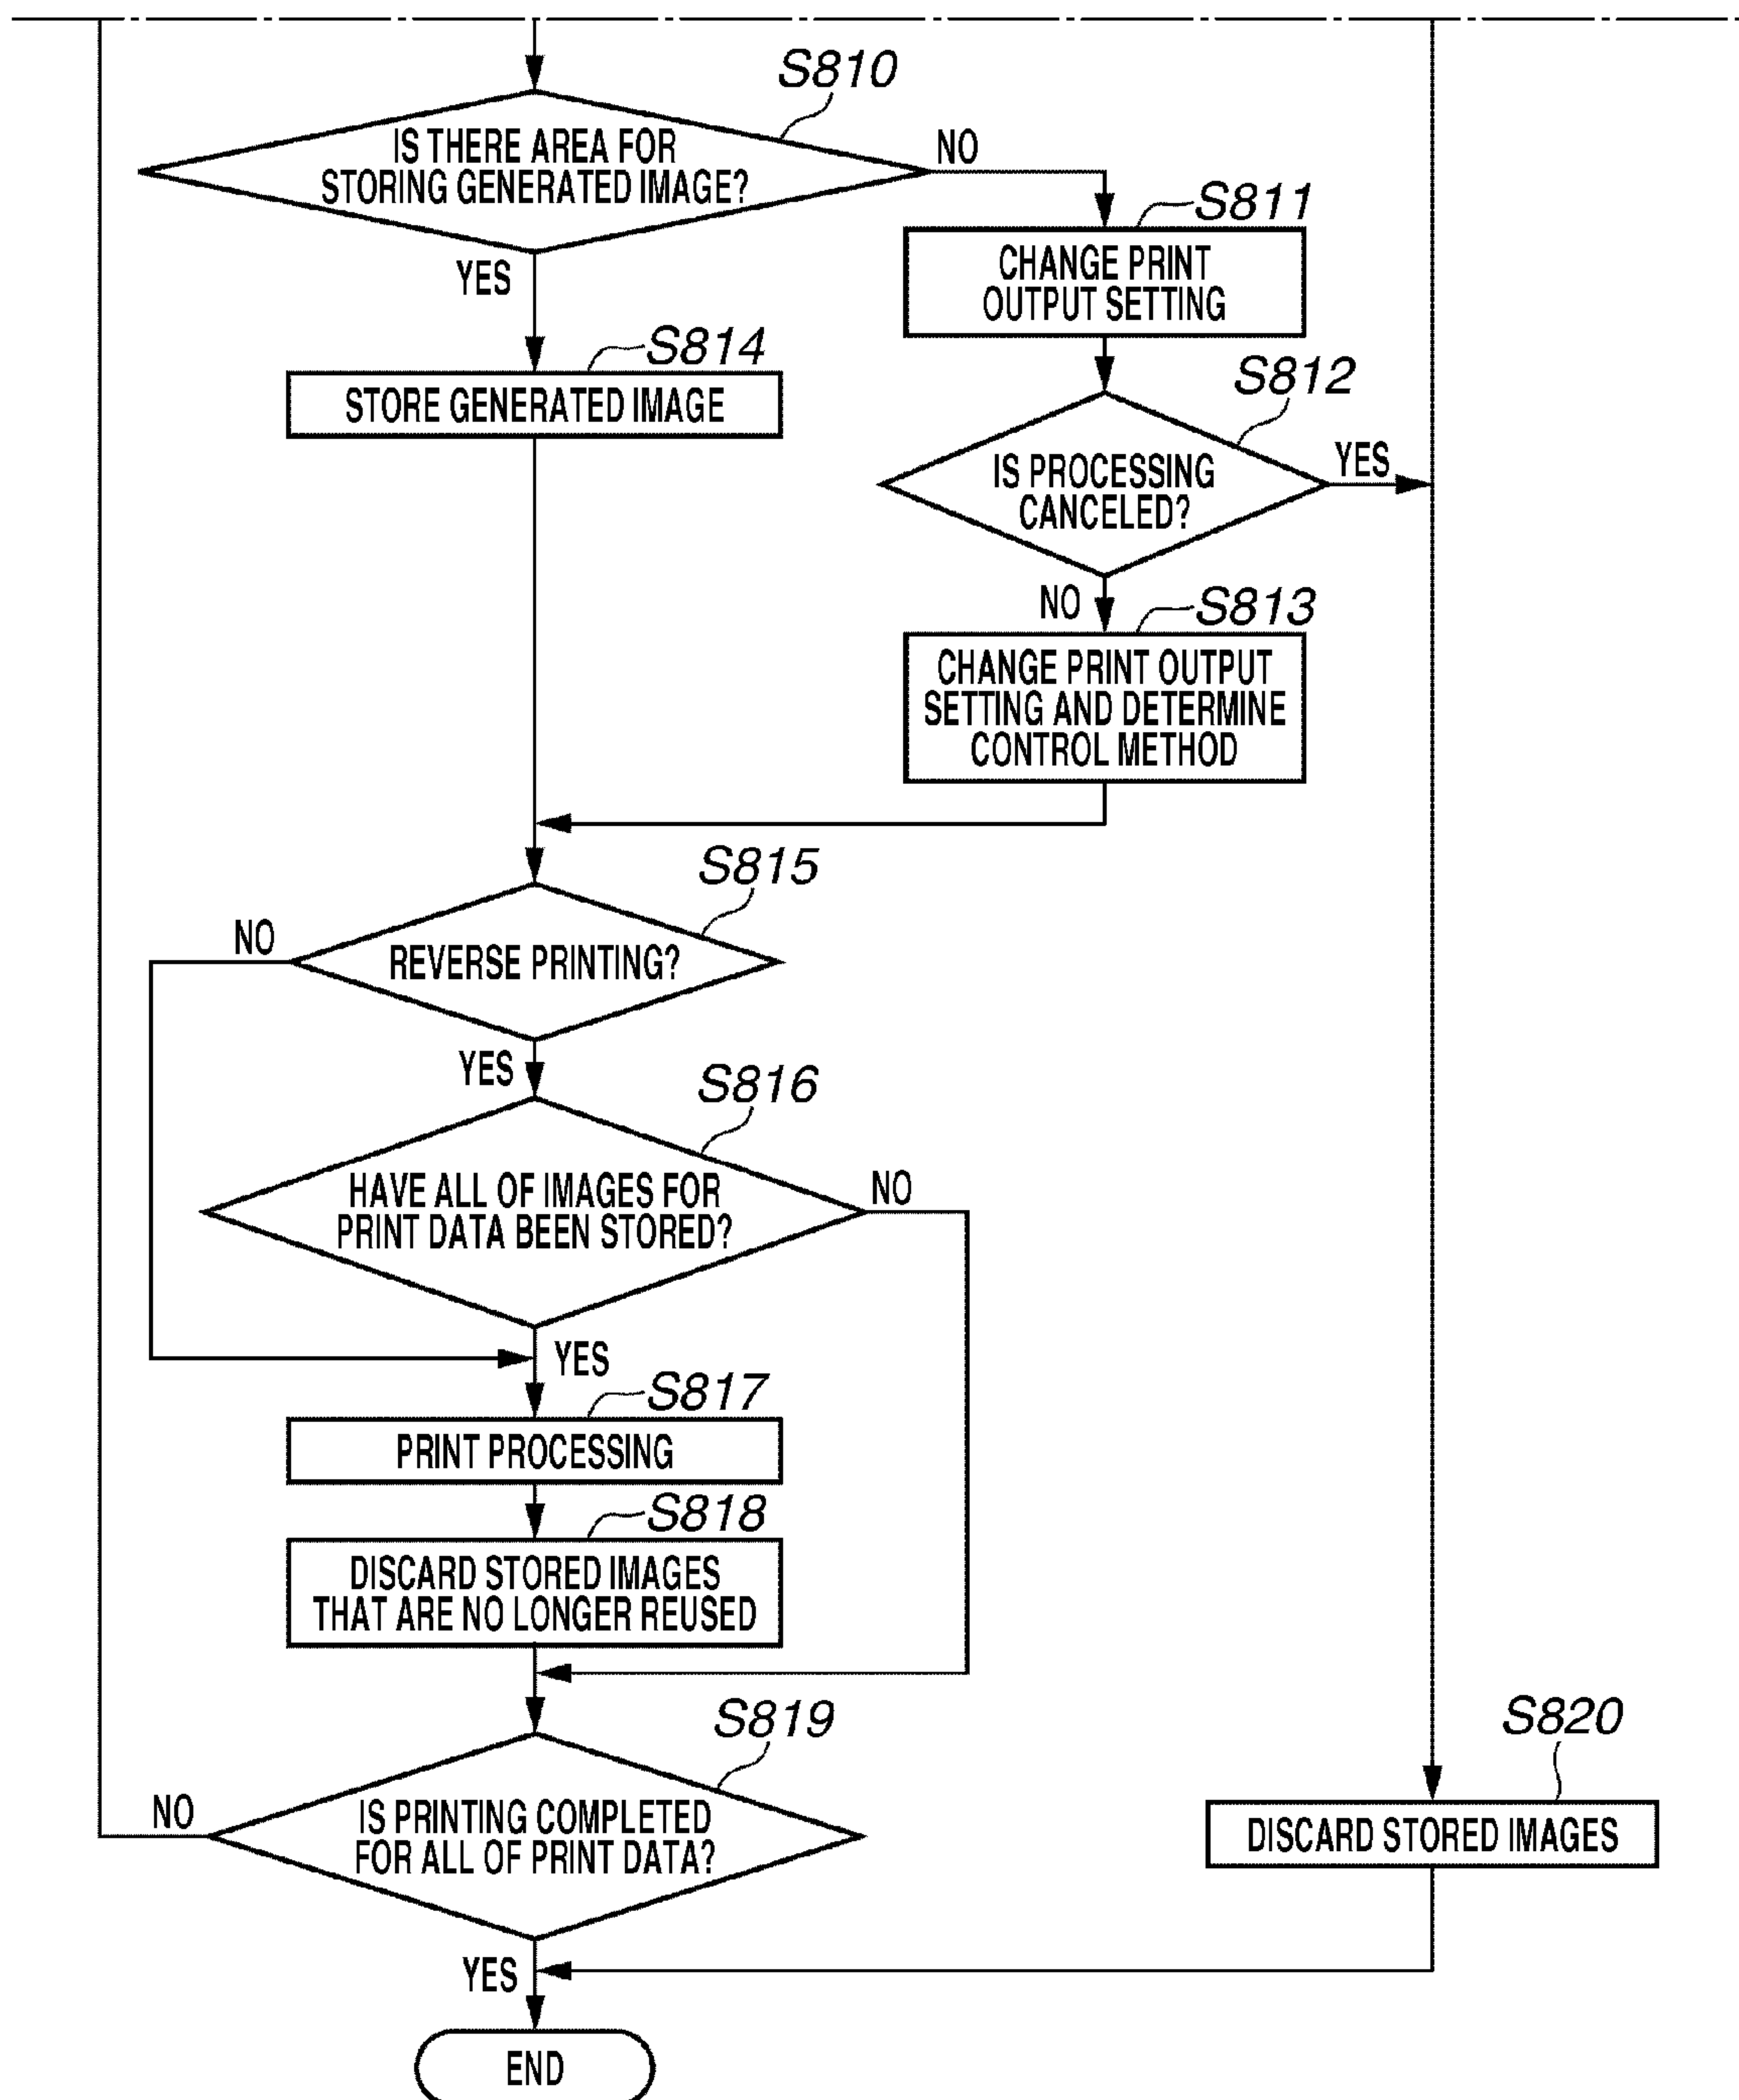 S810
IS THERE AREA FOR
STORING GENERATED IMAGE?
NO
YES
S811
CHANGE PRINT
OUTPUT SETTING
S814
STORE GENERATED IMAGE
S812
IS PROCESSING
CANCELED?
YES
NO
S813
CHANGE PRINT OUTPUT
SETTING AND DETERMINE
CONTROL METHOD
S815
REVERSE PRINTING?
NO
YES
S816
HAVE ALL OF IMAGES FOR
PRINT DATA BEEN STORED?
NO
YES
S817
PRINT PROCESSING
S818
DISCARD STORED IMAGES
THAT ARE NO LONGER REUSED
S819
IS PRINTING COMPLETED
FOR ALL OF PRINT DATA?
NO
S820
DISCARD STORED IMAGES
YES
END